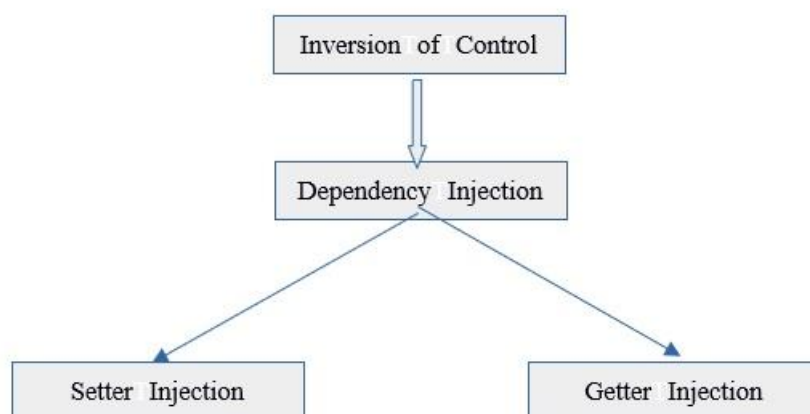 Inversion of Control
Dependency Injection
Setter Injection
Getter Injection